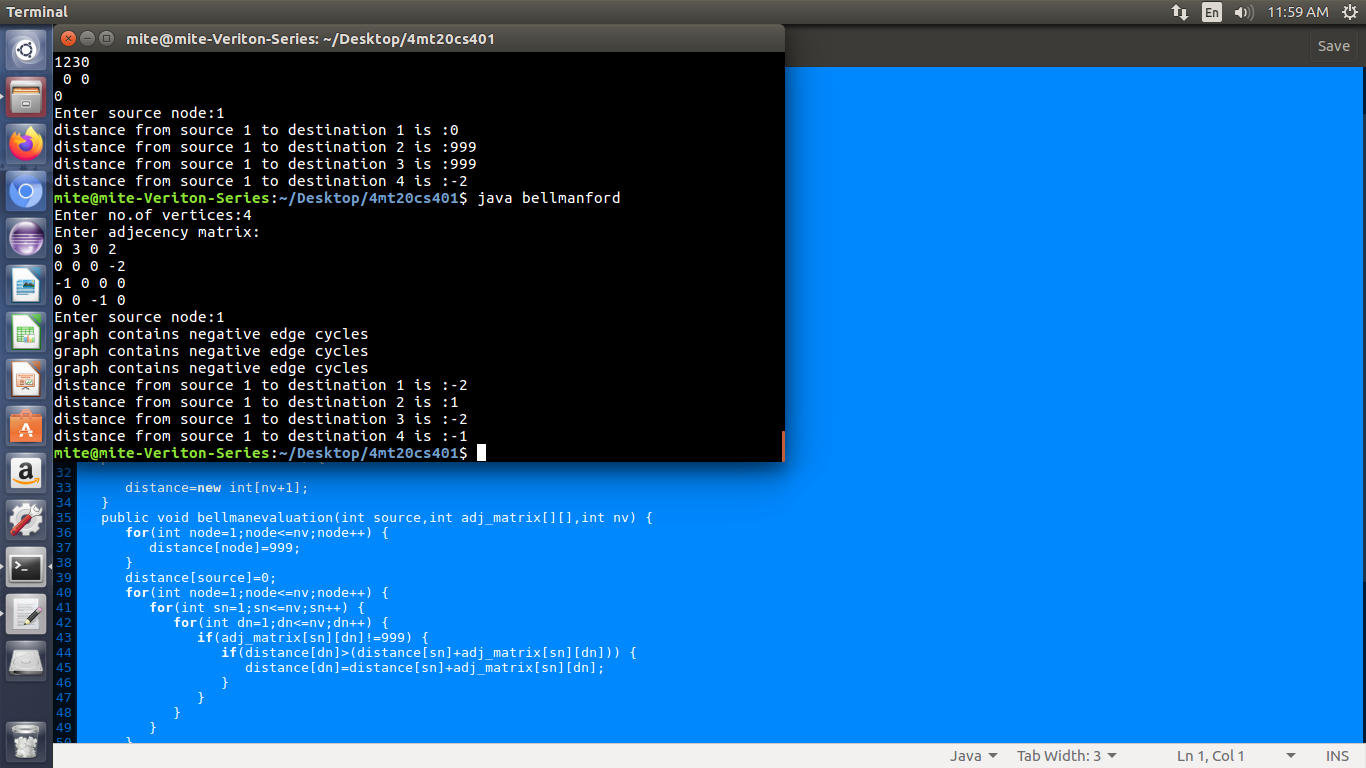 Terminal
En
11:59 AM
mite@mite-Veriton-Series: ~/Desktop/4mt20cs401
Save
1230
0 0
0
Enter source node:1
distance from source 1 to destination 1 is :0
distance from source 1 to destination 2 is :999
distance from source 1 to destination 3 is :999
distance from source 1 to destination 4 is :-2
mite@mite-Veriton-Series:~/Desktop/4mt20cs401$ java bellmanford
Enter no.of vertices:4
Enter adjecency matrix:
0 3 0 2
0 0 0 -2
-1 0 0 0
0 0 -1 0
Enter source node:1
graph contains negative edge cycles
graph contains negative edge cycles
graph contains negative edge cycles
distance from source 1 to destination 1 is :-2
distance from source 1 to destination 2 is :1
distance from source 1 to destination 3 is :-2
distance from source 1 to destination 4 is :-1
mite@mite-Veriton-Series:~/Desktop/4mt20cs401$
32
33 distance=new int[nv+1];
34 }
35 public void bellmanevaluation(int source,int adj_matrix[][],int nv) {
36 for(int node=1;node<=nv;node++) {
37 distance[node]=999;
38 }
39 distance[source]=0;
40 for(int node=1;node<=nv;node++) {
41 for(int sn=1;sn<=nv;sn++) {
42 for(int dn=1;dn<=nv;dn++) {
43 if(adj_matrix[sn][dn]!=999) {
44 if(distance[dn]>(distance[sn]+adj_matrix[sn][dn])) {
45 distance[dn]=distance[sn]+adj_matrix[sn][dn];
46 }
47 }
48 }
49 }
50 }
Java Tab Width: 3 Ln 1, Col 1 INS